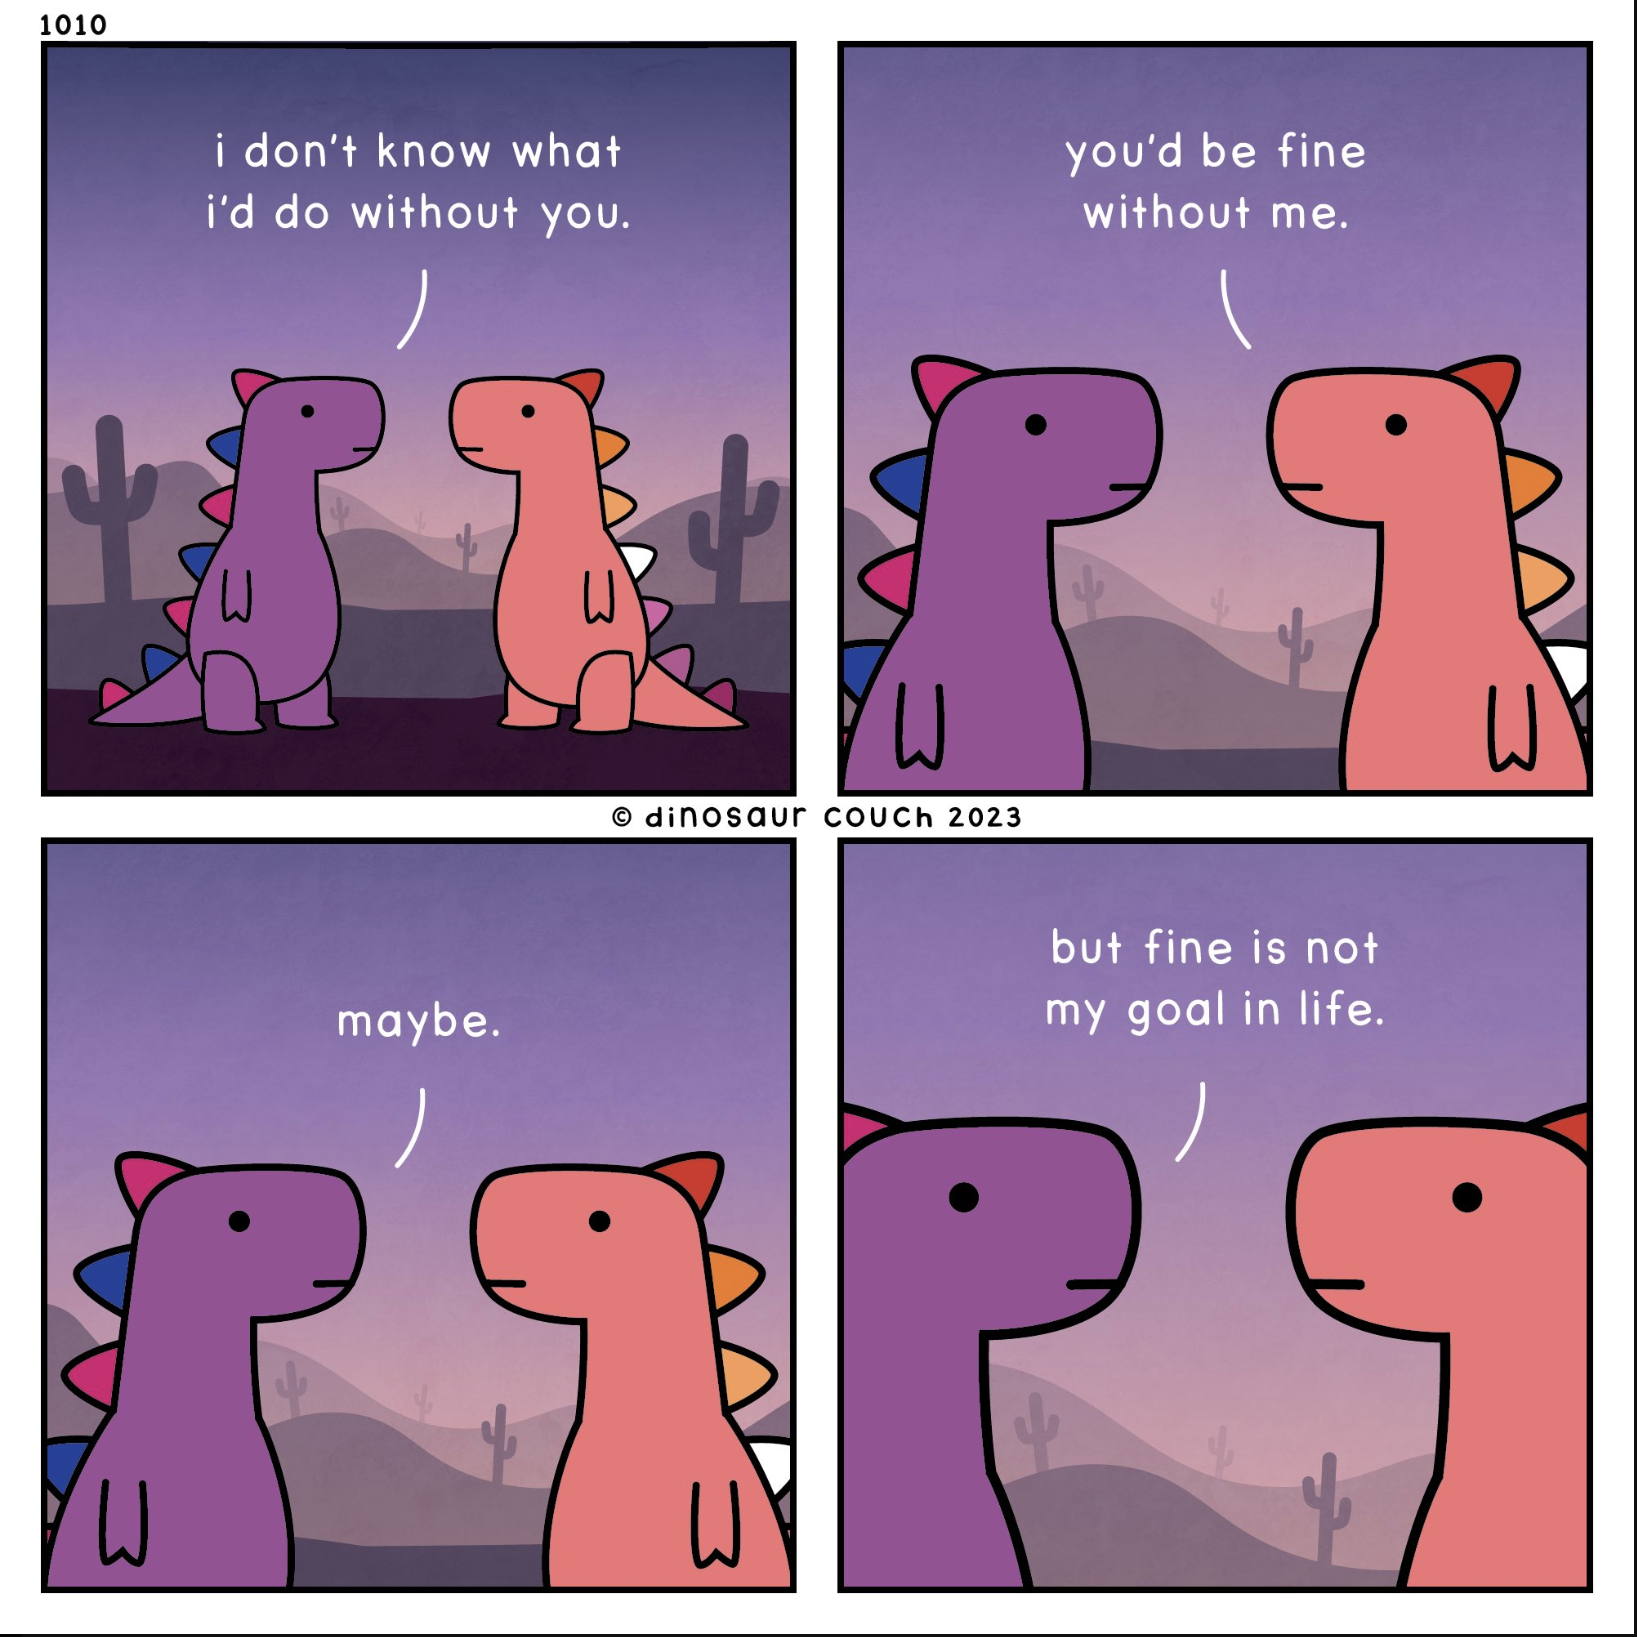 1010
i don't know what
i'd do without you.
you'd be fine
without me.
© dinosaur couch 2023
maybe.
but fine is not
my goal in life.